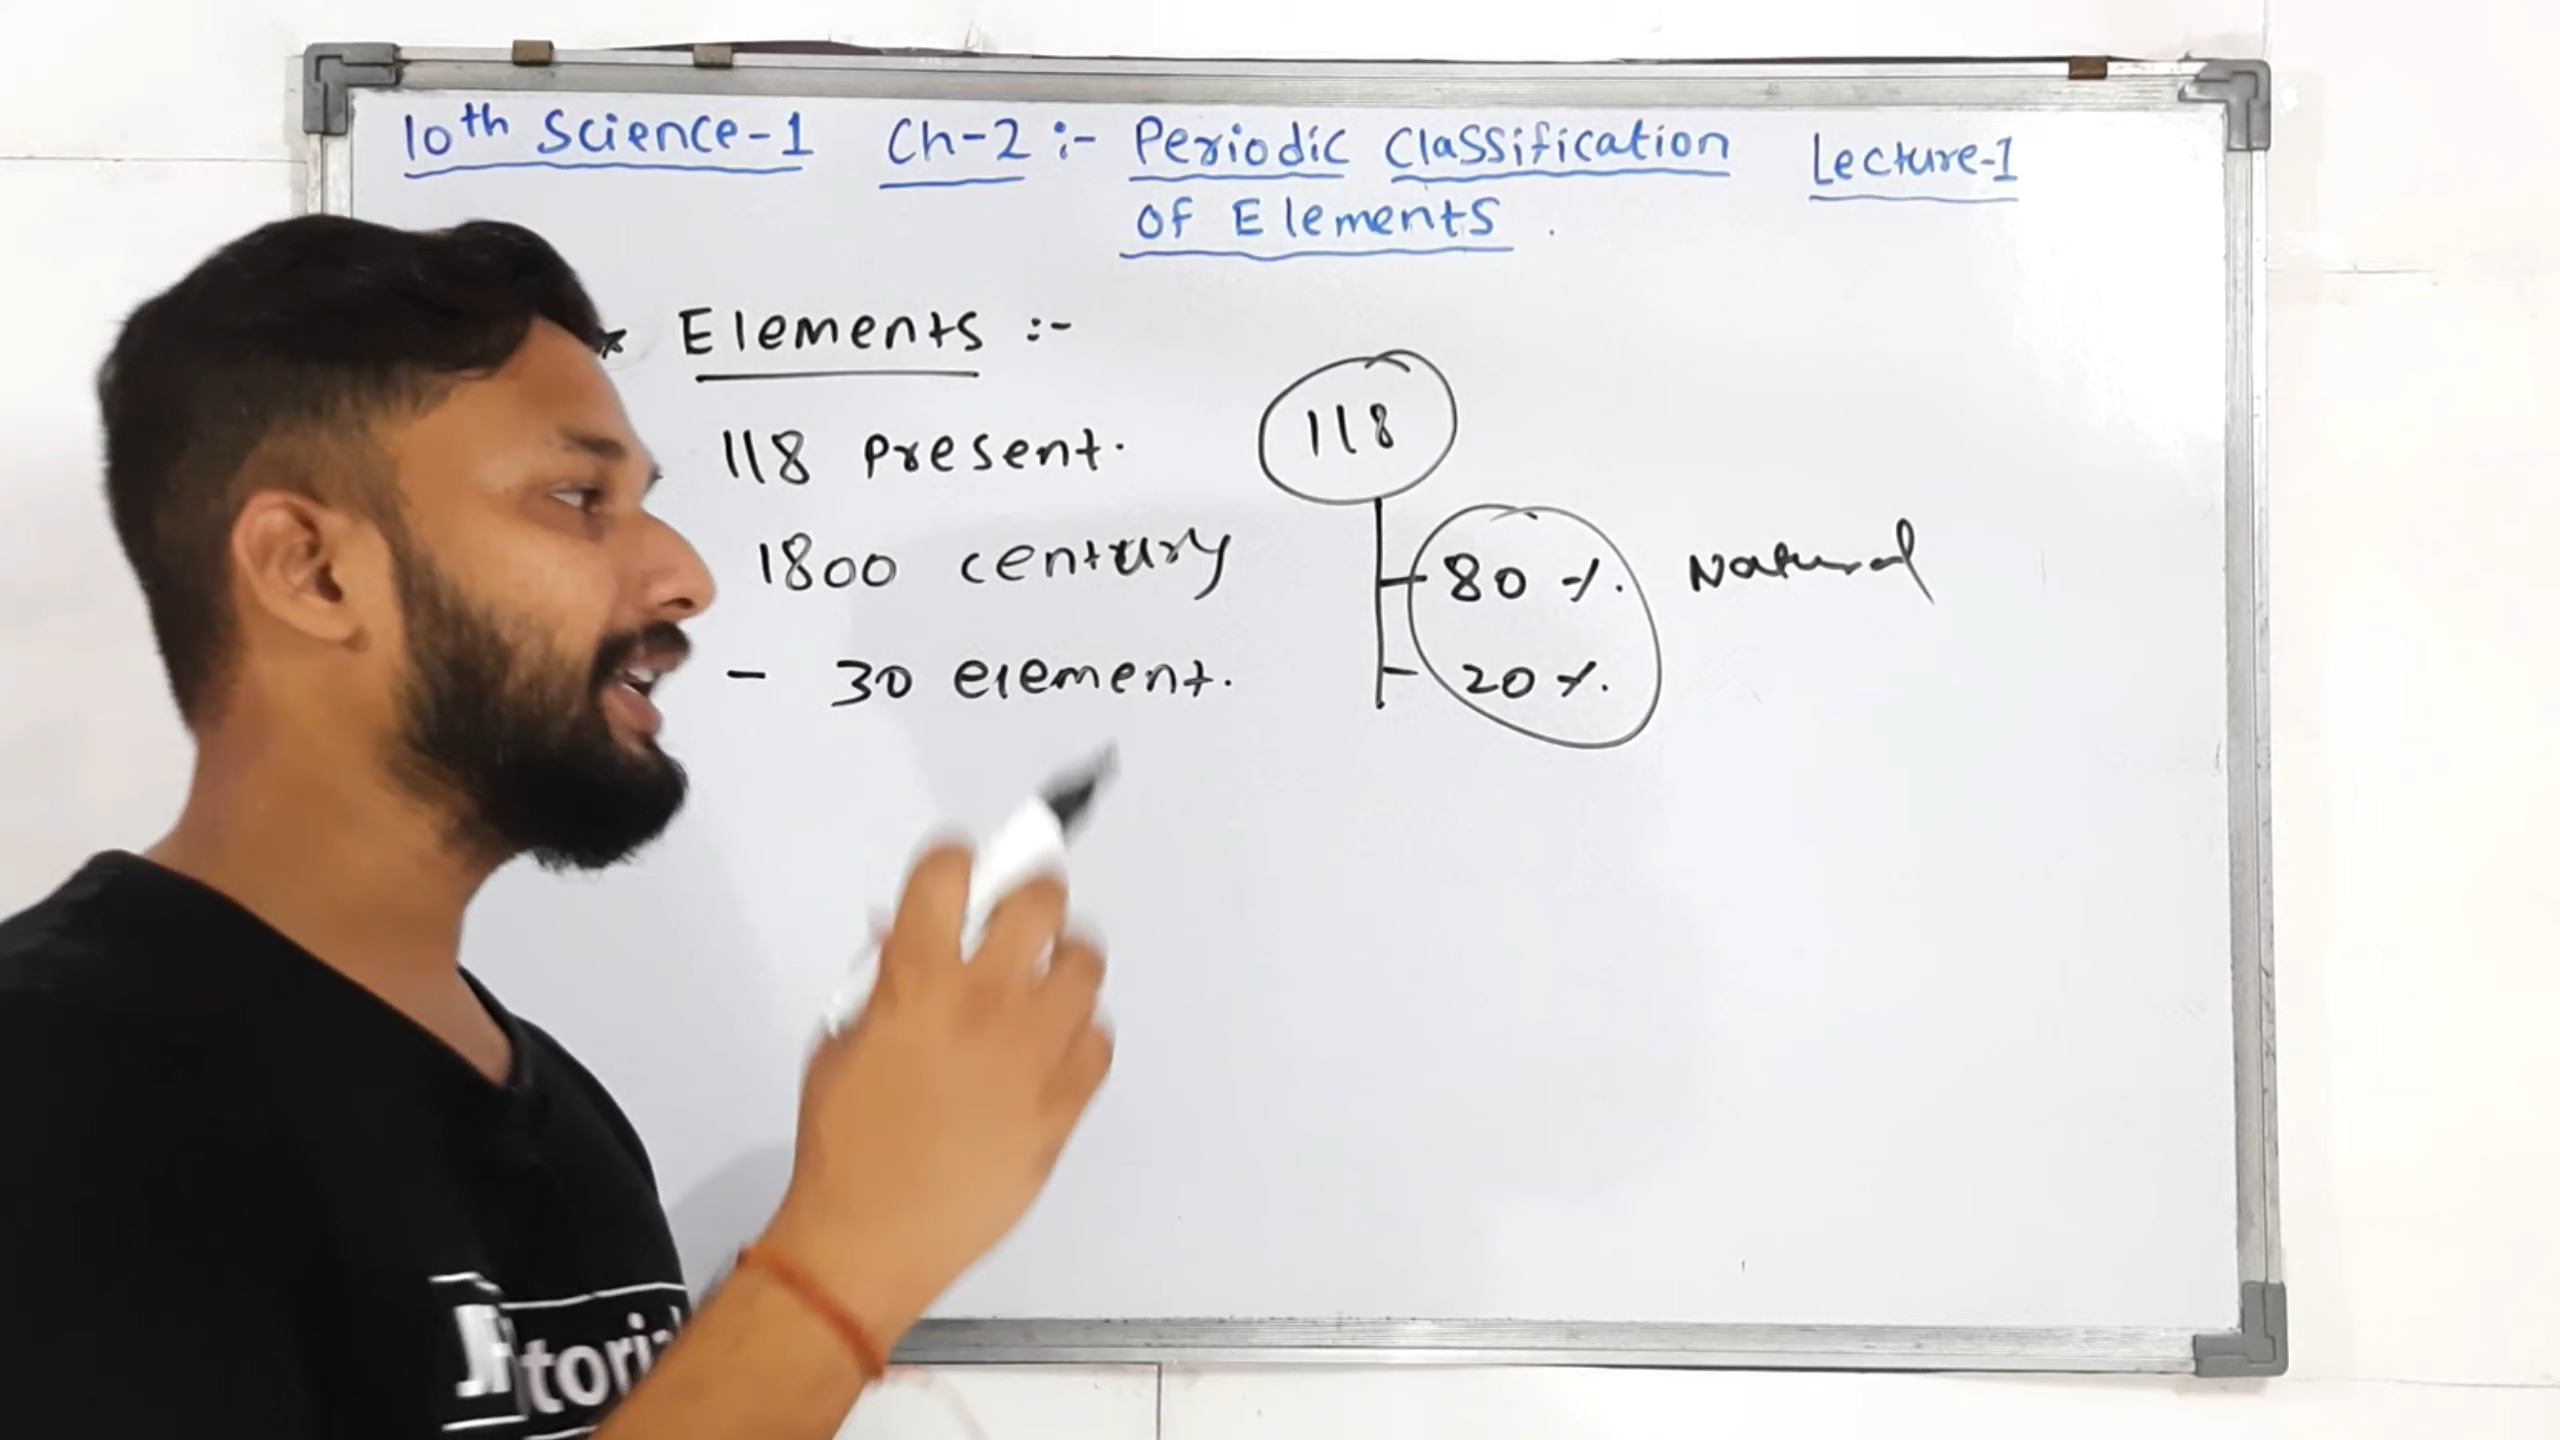 10th Science-1 Ch-2 :- Periodic Classification Lecture-1
of Elements .
* Elements :-
118 present.
1800 century
- 30 element.
118
80 %. Natural
20 %.
torial